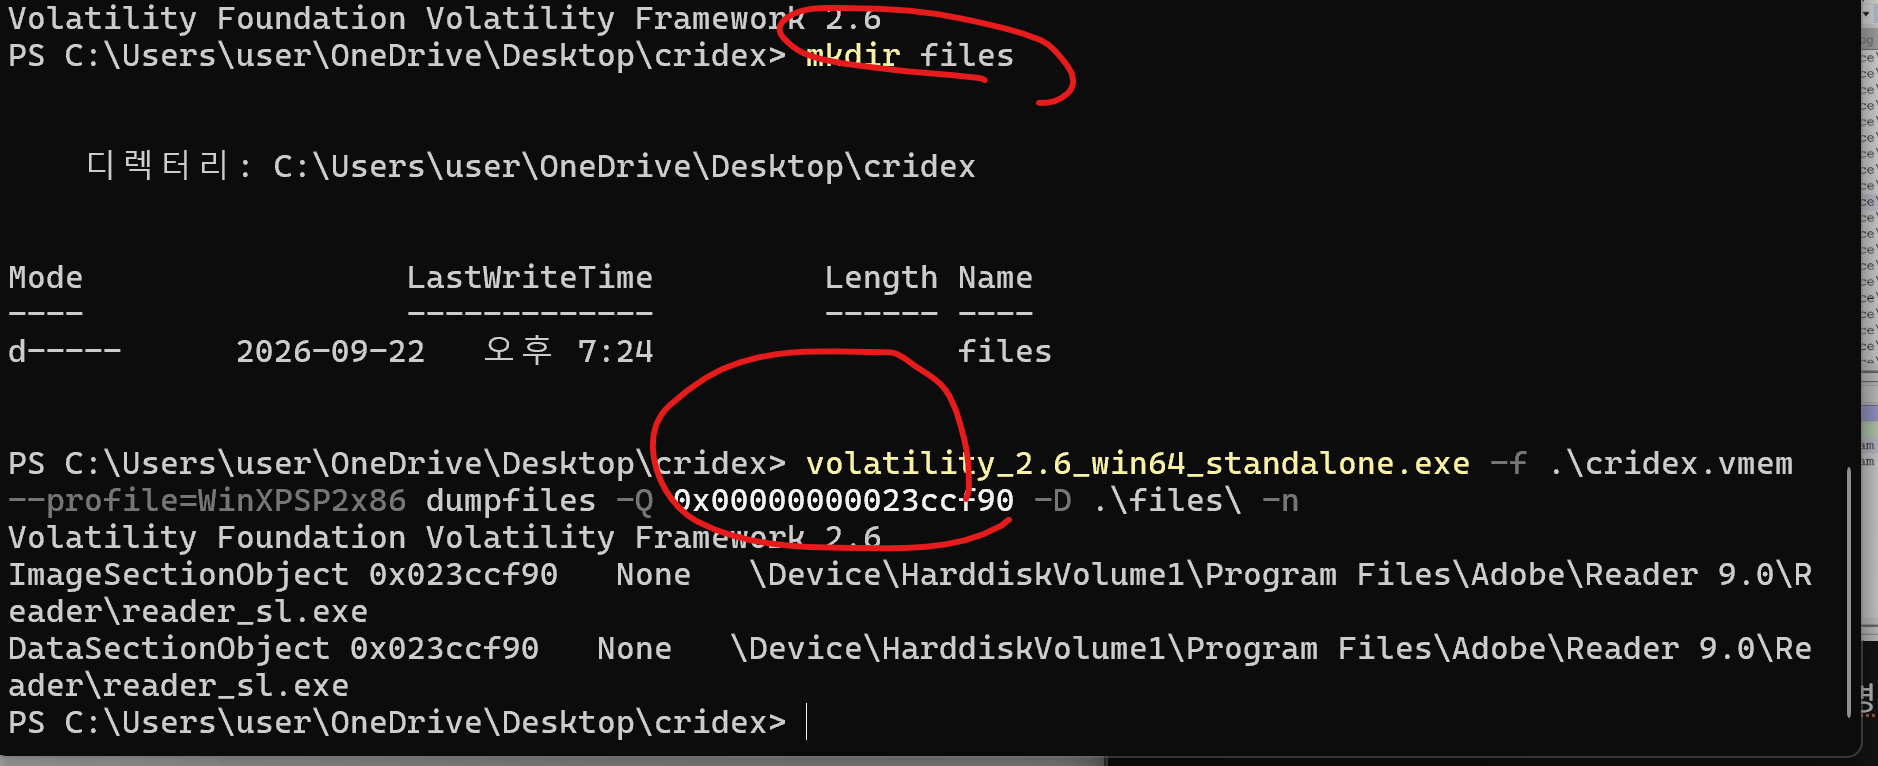 Volatility Foundation Volatility Framework 2.6
PS C:\Users\user\OneDrive\Desktop\cridex> mkdir files
디렉터리: C:\Users\user\OneDrive\Desktop\cridex
Mode                 LastWriteTime         Length Name
----                 -------------         ------ ----
d-----      2026-09-22   오후 7:24                files
PS C:\Users\user\OneDrive\Desktop\cridex> volatility_2.6_win64_standalone.exe -f .\cridex.vmem
--profile=WinXPSP2x86 dumpfiles -Q 0x00000000023ccf90 -D .\files\ -n
Volatility Foundation Volatility Framework 2.6
ImageSectionObject 0x023ccf90   None   \Device\HarddiskVolume1\Program Files\Adobe\Reader 9.0\R
eader\reader_sl.exe
DataSectionObject 0x023ccf90   None   \Device\HarddiskVolume1\Program Files\Adobe\Reader 9.0\Re
ader\reader_sl.exe
PS C:\Users\user\OneDrive\Desktop\cridex>